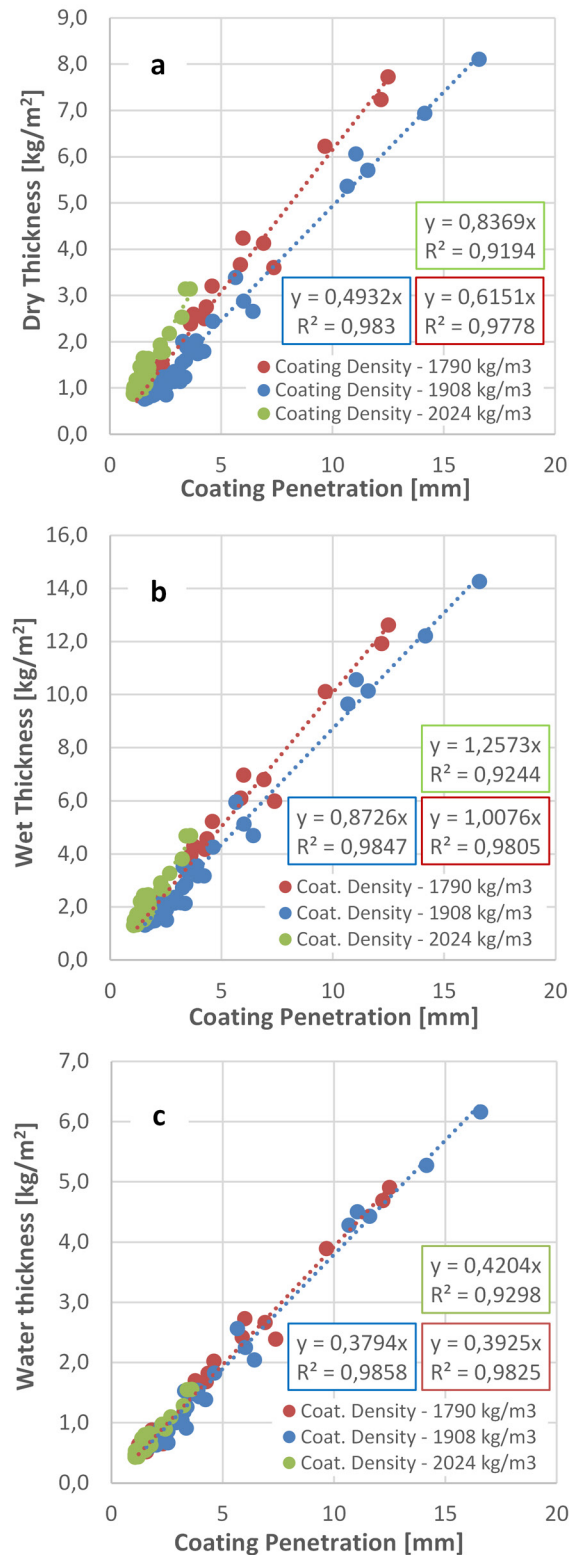 9,0
a
8,0
7,0
6,0
5,0
4,0
3,0
2,0
1,0
0,0
Dry Thickness [kg/m²]
y = 0,8369x
R² = 0,9194
y = 0,4932x
R² = 0,983
y = 0,6151x
R² = 0,9778
Coating Density - 1790 kg/m3
Coating Density - 1908 kg/m3
Coating Density - 2024 kg/m3
0 5 10 15 20
Coating Penetration [mm]
16,0
b
14,0
12,0
10,0
8,0
6,0
4,0
2,0
0,0
Wet Thickness [kg/m²]
y = 1,2573x
R² = 0,9244
y = 0,8726x
R² = 0,9847
y = 1,0076x
R² = 0,9805
Coat. Density - 1790 kg/m3
Coat. Density - 1908 kg/m3
Coat. Density - 2024 kg/m3
0 5 10 15 20
Coating Penetration [mm]
7,0
c
6,0
5,0
4,0
3,0
2,0
1,0
0,0
Water thickness [kg/m²]
y = 0,4204x
R² = 0,9298
y = 0,3794x
R² = 0,9858
y = 0,3925x
R² = 0,9825
Coat. Density - 1790 kg/m3
Coat. Density - 1908 kg/m3
Coat. Density - 2024 kg/m3
0 5 10 15 20
Coating Penetration [mm]